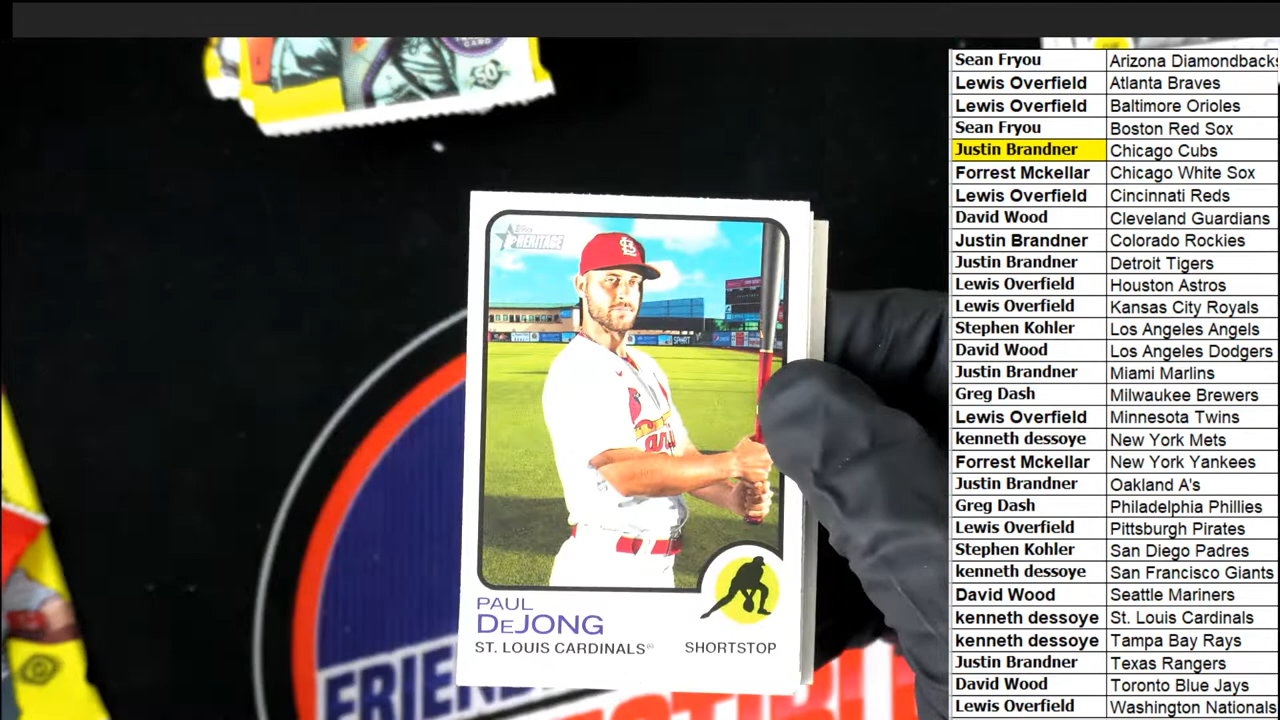 CARD
50
Topps
HERITAGE
StL
SPORT
PAUL
DeJONG
ST. LOUIS CARDINALS®
SHORTSTOP
FRIEN
Sean Fryou Arizona Diamondbacks
Lewis Overfield Atlanta Braves
Lewis Overfield Baltimore Orioles
Sean Fryou Boston Red Sox
Justin Brandner Chicago Cubs
Forrest Mckellar Chicago White Sox
Lewis Overfield Cincinnati Reds
David Wood Cleveland Guardians
Justin Brandner Colorado Rockies
Justin Brandner Detroit Tigers
Lewis Overfield Houston Astros
Lewis Overfield Kansas City Royals
Stephen Kohler Los Angeles Angels
David Wood Los Angeles Dodgers
Justin Brandner Miami Marlins
Greg Dash Milwaukee Brewers
Lewis Overfield Minnesota Twins
kenneth dessoye New York Mets
Forrest Mckellar New York Yankees
Justin Brandner Oakland A's
Greg Dash Philadelphia Phillies
Lewis Overfield Pittsburgh Pirates
Stephen Kohler San Diego Padres
kenneth dessoye San Francisco Giants
David Wood Seattle Mariners
kenneth dessoye St. Louis Cardinals
kenneth dessoye Tampa Bay Rays
Justin Brandner Texas Rangers
David Wood Toronto Blue Jays
Lewis Overfield Washington Nationals